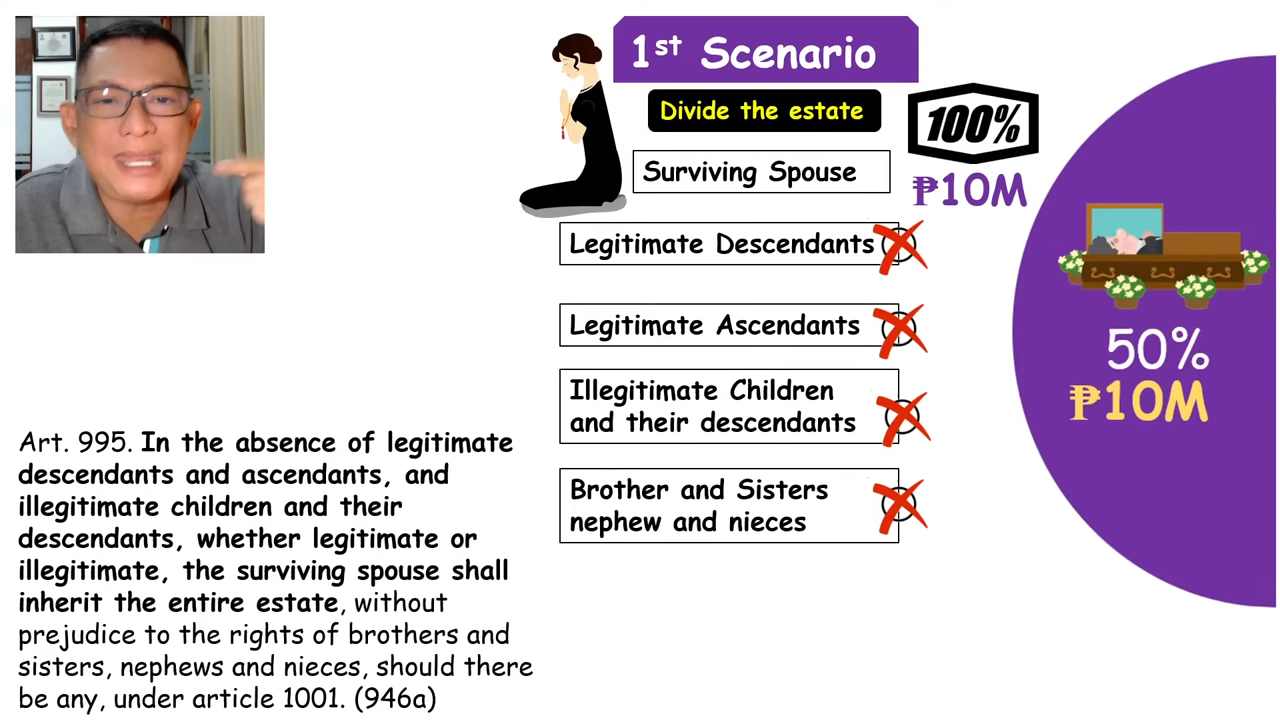 1st Scenario
Divide the estate
100%
Surviving Spouse
₱10M
Legitimate Descendants
Legitimate Ascendants
50%
₱10M
Illegitimate Children
and their descendants
Brother and Sisters
nephew and nieces
Art. 995. In the absence of legitimate
descendants and ascendants, and
illegitimate children and their
descendants, whether legitimate or
illegitimate, the surviving spouse shall
inherit the entire estate, without
prejudice to the rights of brothers and
sisters, nephews and nieces, should there
be any, under article 1001. (946a)